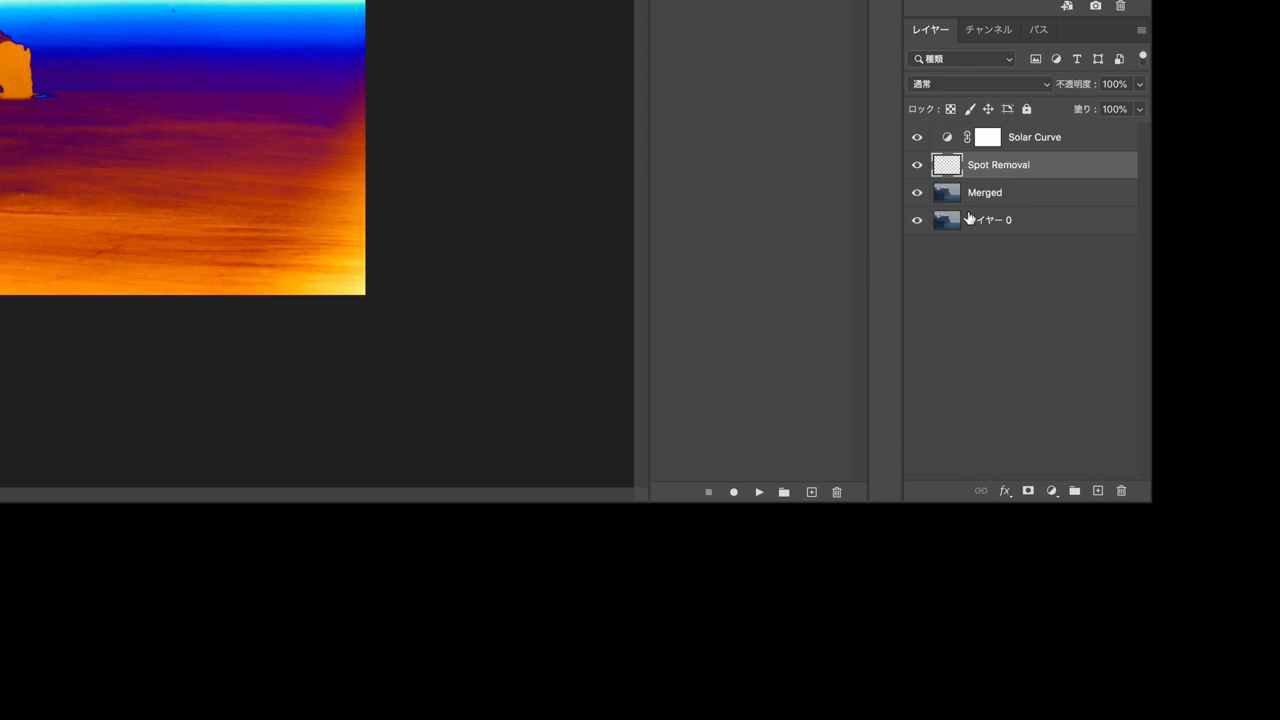 レイヤー チャンネル パス
種類
通常 不透明度： 100%
ロック： 塗り： 100%
Solar Curve
Spot Removal
Merged
イヤー 0
fx